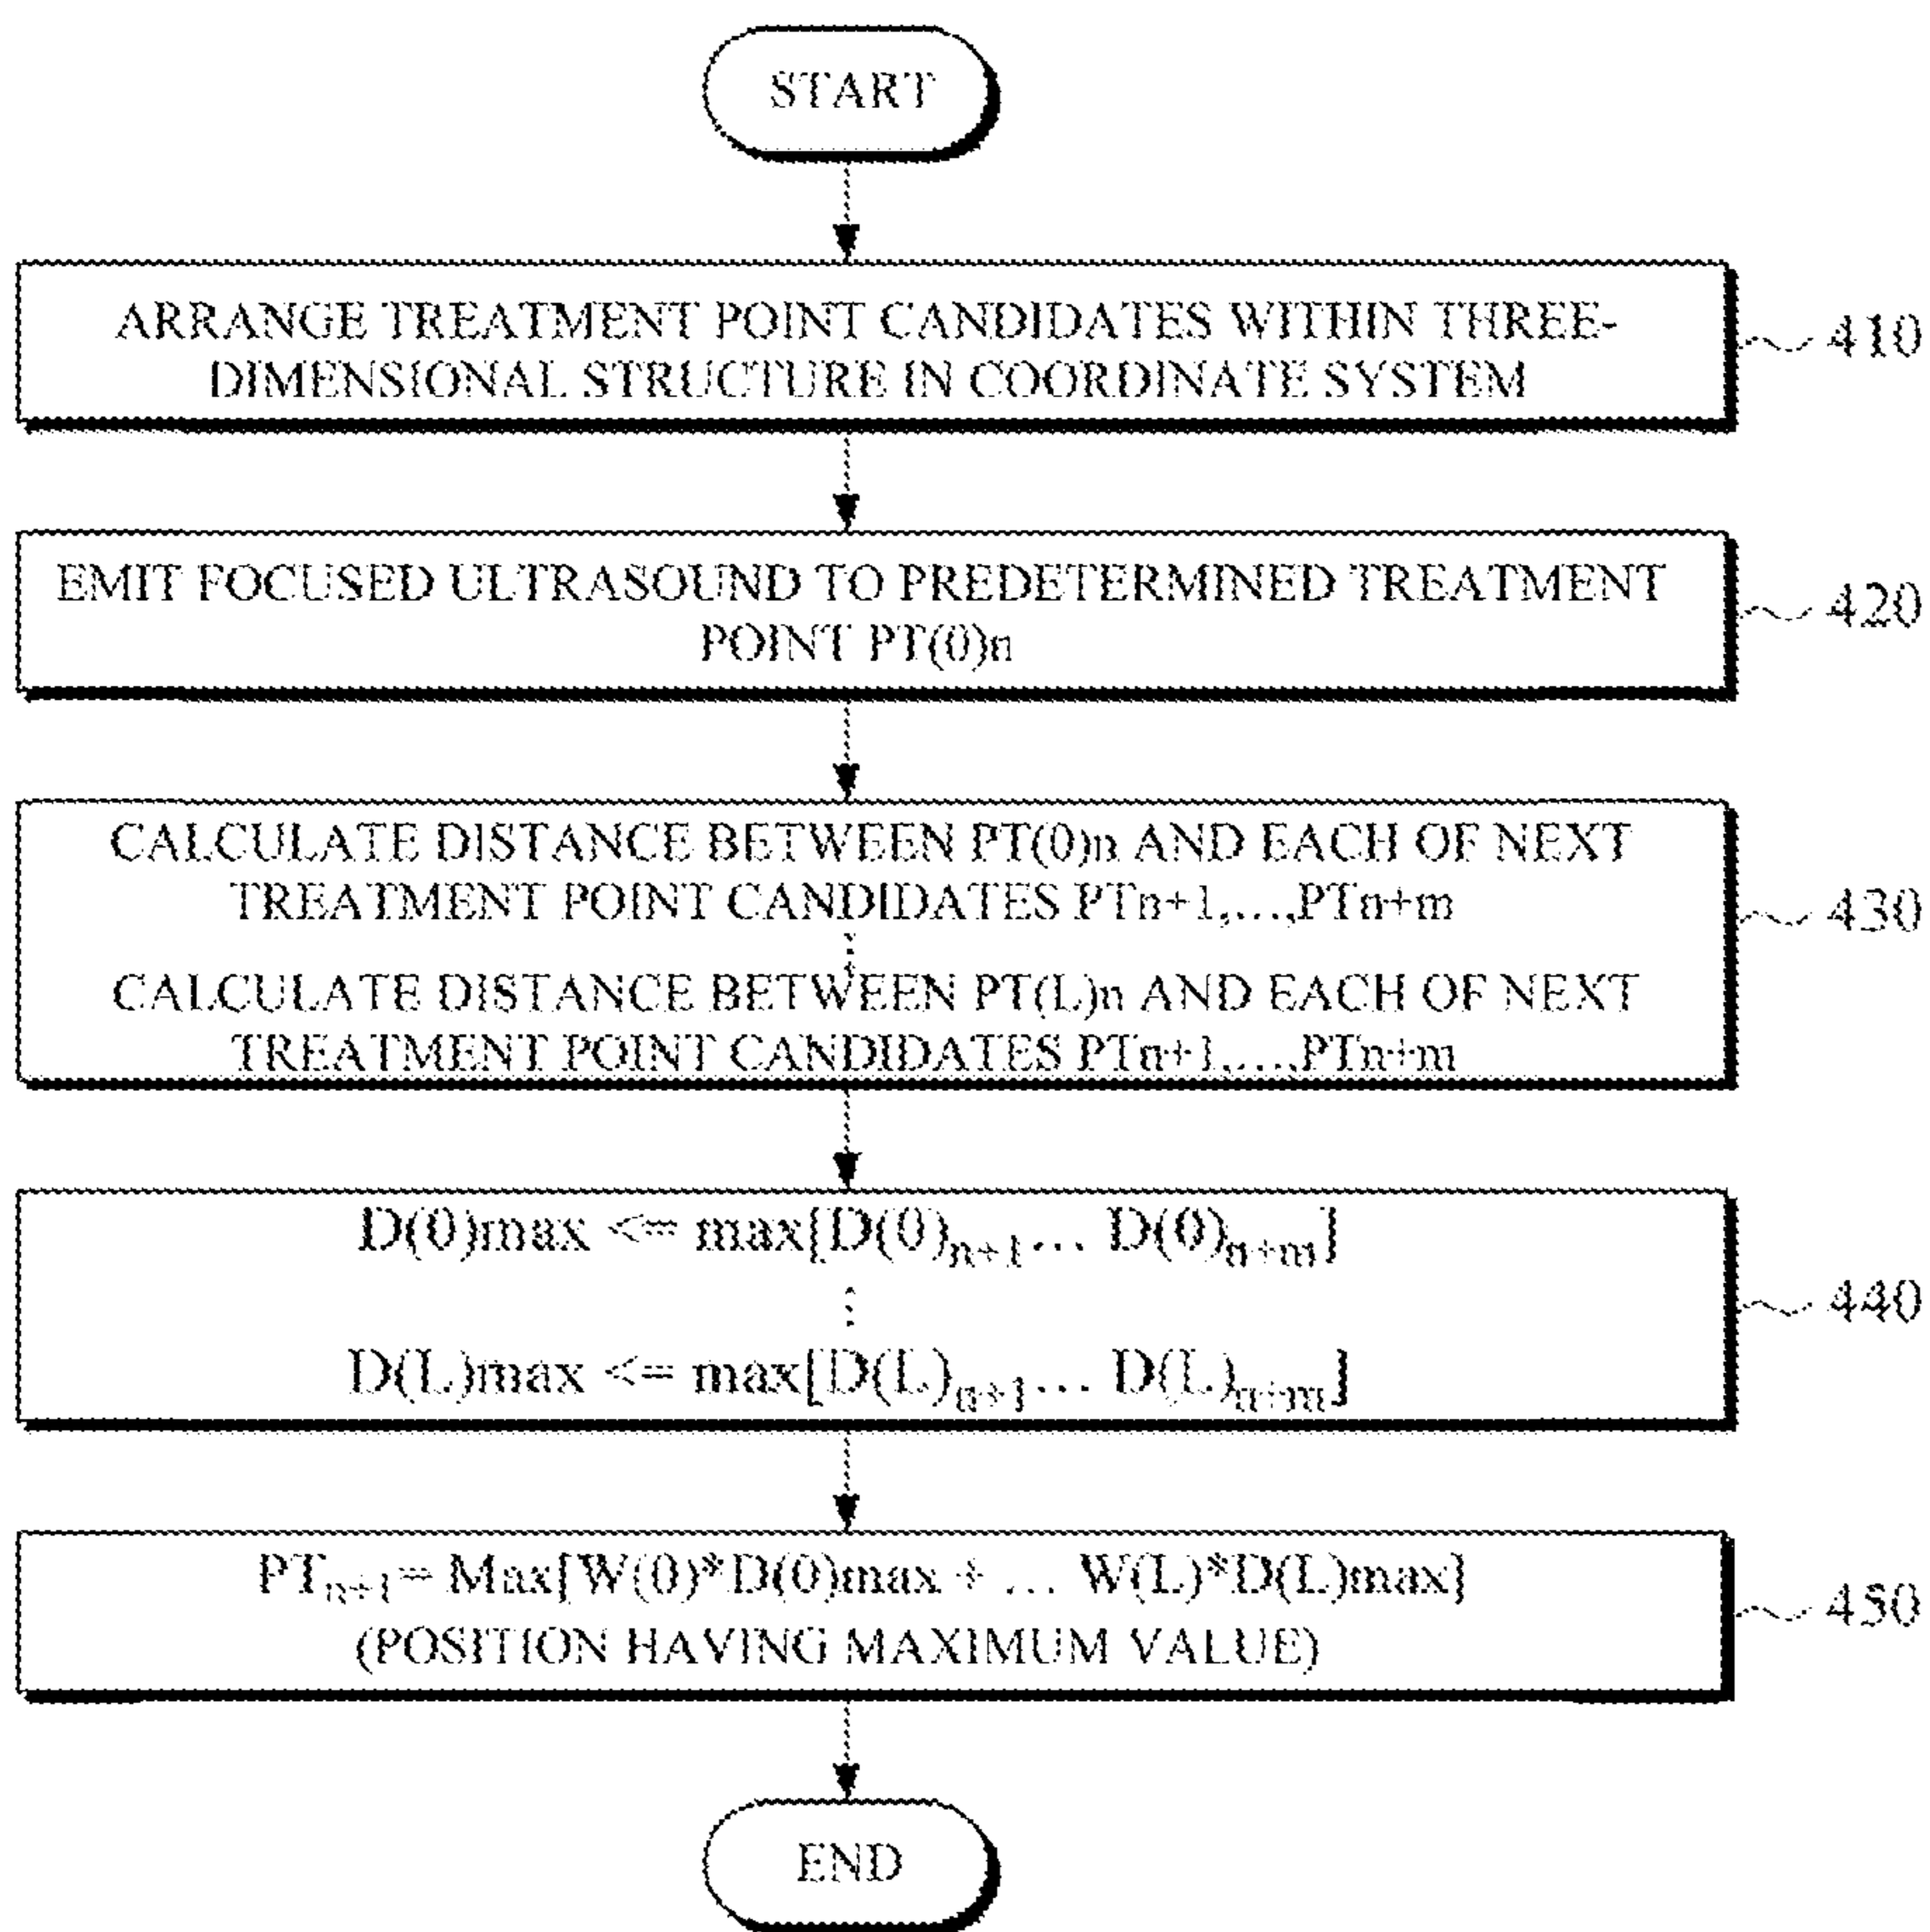 START
ARRANGE TREATMENT POINT CANDIDATES WITHIN THREE-
DIMENSIONAL STRUCTURE IN COORDINATE SYSTEM
410
EMIT FOCUSED ULTRASOUND TO PREDETERMINED TREATMENT
POINT PT(0)n
420
CALCULATE DISTANCE BETWEEN PT(0)n AND EACH OF NEXT
TREATMENT POINT CANDIDATES PTn+1,...,PTn+m
⋮
CALCULATE DISTANCE BETWEEN PT(L)n AND EACH OF NEXT
TREATMENT POINT CANDIDATES PTn+1,...,PTn+m
430
D(0)max <= max[D(0)n+1... D(0)n+m]
⋮
D(L)max <= max[D(L)n+1... D(L)n+m]
440
PTn+1= Max[W(0)*D(0)max + ... W(L)*D(L)max]
(POSITION HAVING MAXIMUM VALUE)
450
END